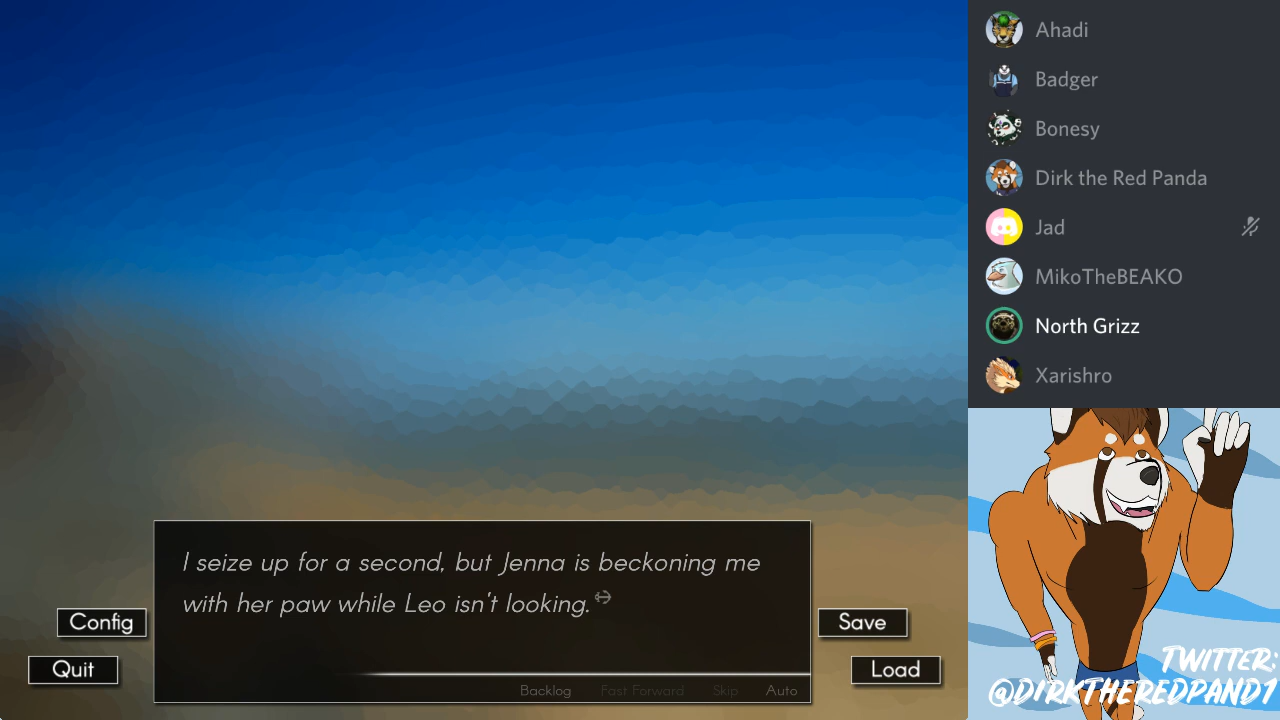 Ahadi
Badger
Bonesy
Dirk the Red Panda
Jad
MikoTheBEAKO
North Grizz
Xarishro
I seize up for a second, but Jenna is beckoning me
with her paw while Leo isn't looking.
Config
Quit
Save
Load
Backlog
Fast Forward
Skip
Auto
TWITTER:
@DIRKTHEREDPAND1